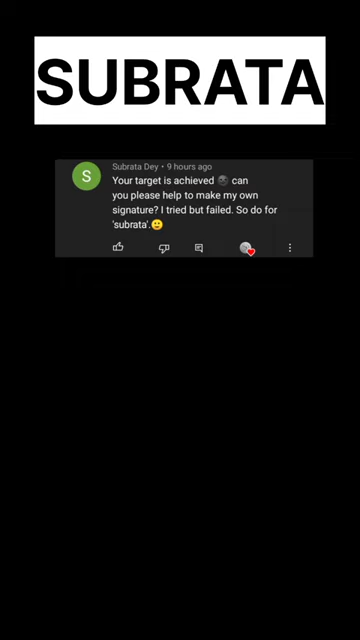 SUBRATA
S
Subrata Dey • 9 hours ago
Your target is achieved 🌚 can
you please help to make my own
signature? I tried but failed. So do for
'subrata'.🙂